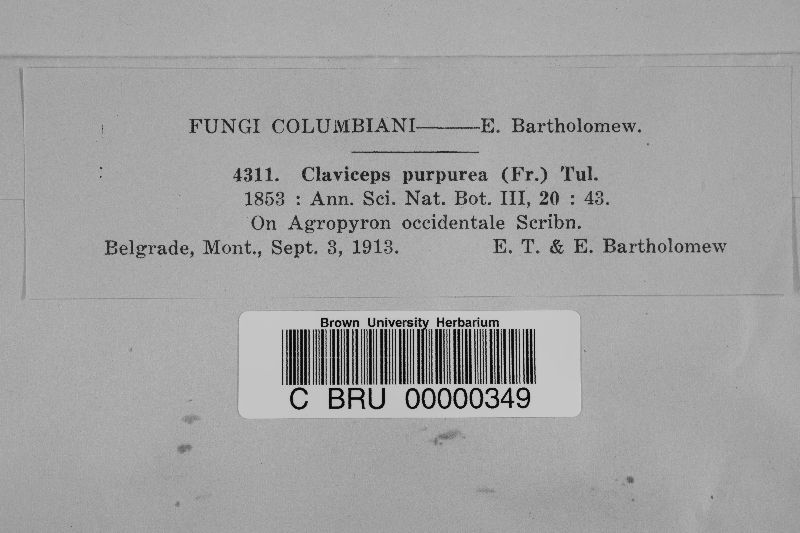 FUNGI COLUMBIANI——E. Bartholomew.
4311. Claviceps purpurea (Fr.) Tul.
1853 : Ann. Sci. Nat. Bot. III, 20 : 43.
On Agropyron occidentale Scribn.
Belgrade, Mont., Sept. 3, 1913. E. T. & E. Bartholomew
Brown University Herbarium
C BRU 00000349